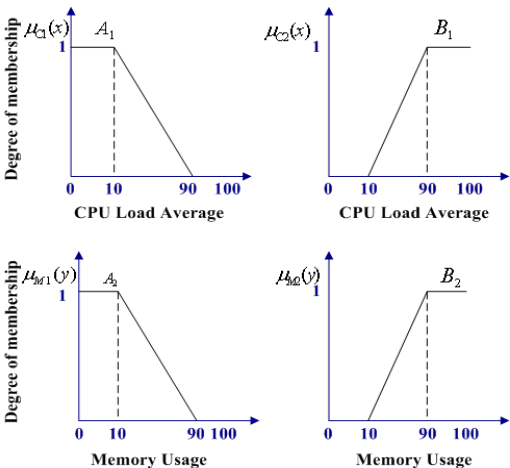 Degree of membership
μC1(x)
A1
1
0 10 90 100
CPU Load Average
μC2(x)
B1
1
0 10 90 100
CPU Load Average
Degree of membership
μM1(y)
A2
1
0 10 90 100
Memory Usage
μM2(y)
B2
1
0 10 90 100
Memory Usage